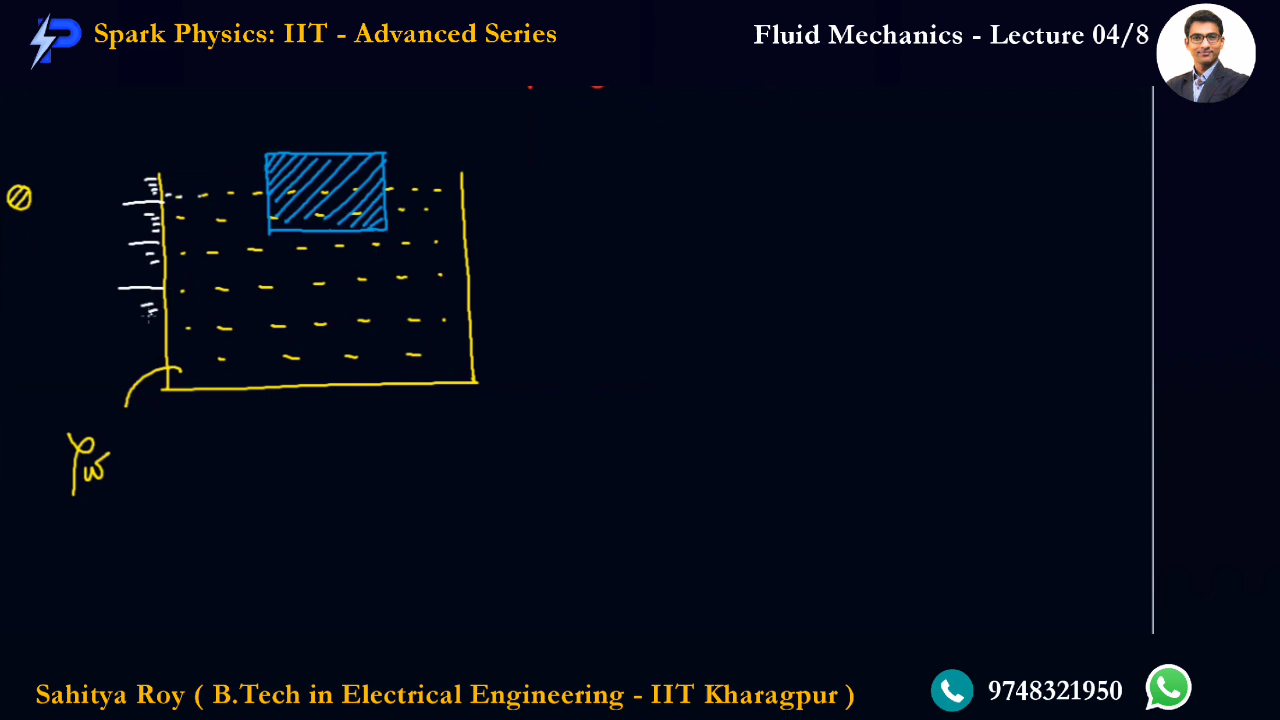 Spark Physics: IIT - Advanced Series
Fluid Mechanics - Lecture 04/8
ρw
Sahitya Roy ( B.Tech in Electrical Engineering - IIT Kharagpur )
9748321950